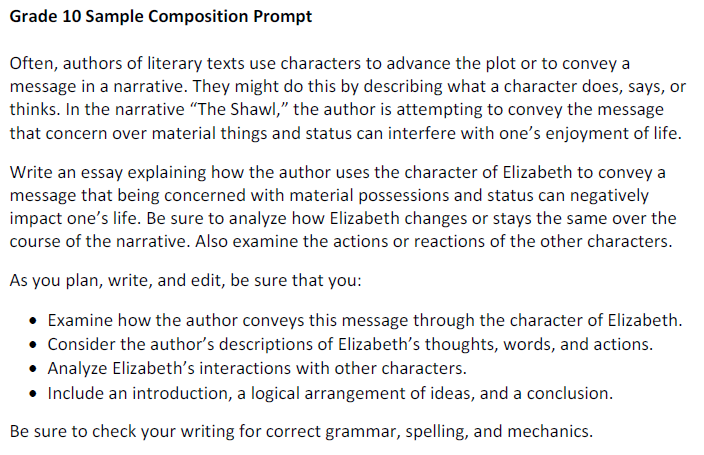 Grade 10 Sample Composition Prompt
Often, authors of literary texts use characters to advance the plot or to convey a
message in a narrative. They might do this by describing what a character does, says, or
thinks. In the narrative “The Shawl,” the author is attempting to convey the message
that concern over material things and status can interfere with one’s enjoyment of life.
Write an essay explaining how the author uses the character of Elizabeth to convey a
message that being concerned with material possessions and status can negatively
impact one’s life. Be sure to analyze how Elizabeth changes or stays the same over the
course of the narrative. Also examine the actions or reactions of the other characters.
As you plan, write, and edit, be sure that you:
• Examine how the author conveys this message through the character of Elizabeth.
• Consider the author’s descriptions of Elizabeth’s thoughts, words, and actions.
• Analyze Elizabeth’s interactions with other characters.
• Include an introduction, a logical arrangement of ideas, and a conclusion.
Be sure to check your writing for correct grammar, spelling, and mechanics.